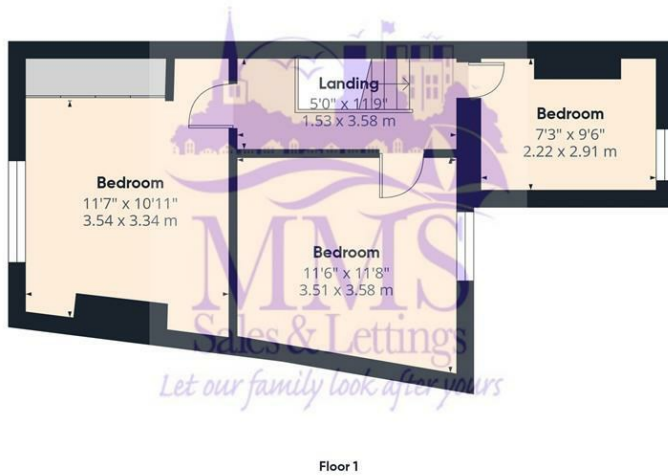 Landing
5'0" x 11'9"
1.53 x 3.58 m
Bedroom
7'3" x 9'6"
2.22 x 2.91 m
Bedroom
11'7" x 10'11"
3.54 x 3.34 m
Bedroom
11'6" x 11'8"
3.51 x 3.58 m
MMS
Sales & Lettings
Let our family look after yours
Floor 1